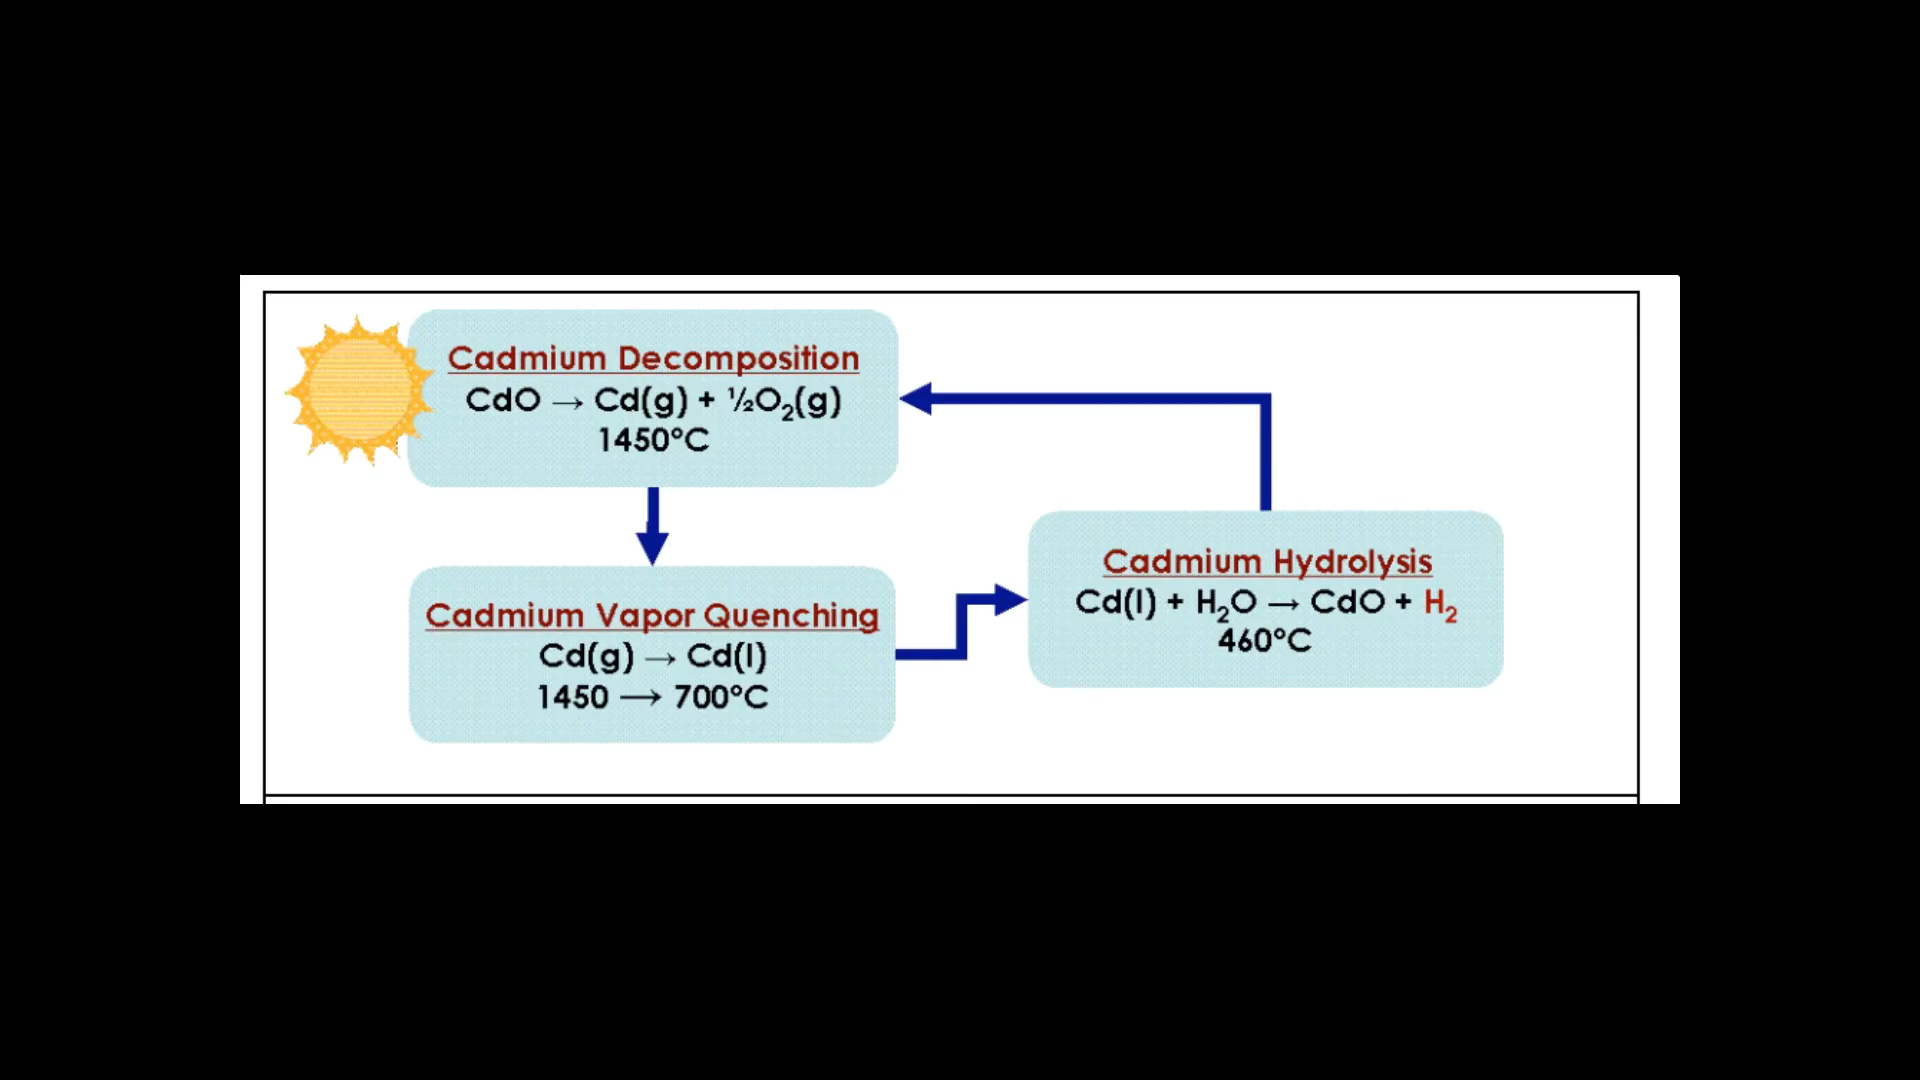 Cadmium Decomposition
CdO → Cd(g) + ½O₂(g)
1450°C
Cadmium Vapor Quenching
Cd(g) → Cd(l)
1450 → 700°C
Cadmium Hydrolysis
Cd(l) + H₂O → CdO + H₂
460°C